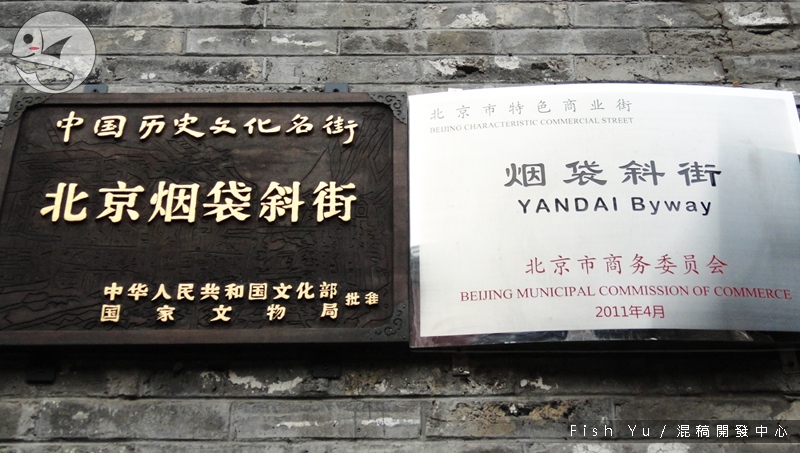 中国历史文化名街
北京烟袋斜街
中华人民共和国文化部
国家文物局
批准
北京市特色商业街
BEIJING CHARACTERISTIC COMMERCIAL STREET
烟袋斜街
YANDAI Byway
北京市商务委员会
BEIJING MUNICIPAL COMMISSION OF COMMERCE
2011年4月
Fish Yu / 混稿開發中心